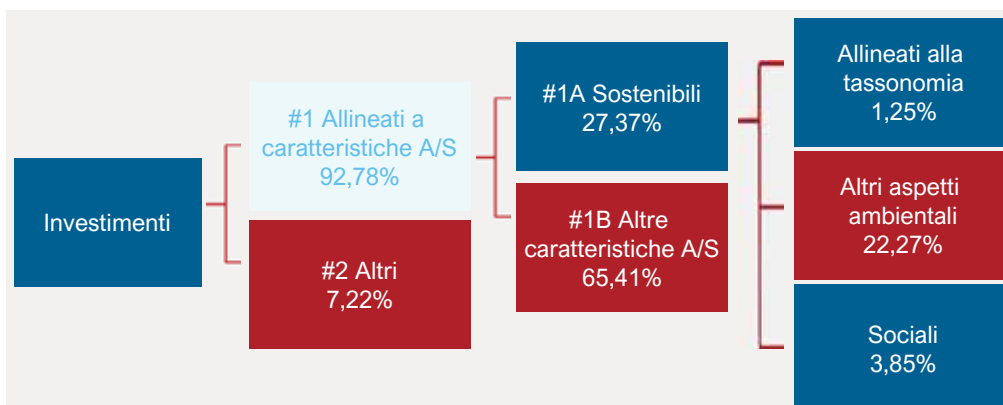 Investimenti
#1 Allineati a
caratteristiche A/S
92,78%
#2 Altri
7,22%
#1A Sostenibili
27,37%
#1B Altre
caratteristiche A/S
65,41%
Allineati alla
tassonomia
1,25%
Altri aspetti
ambientali
22,27%
Sociali
3,85%